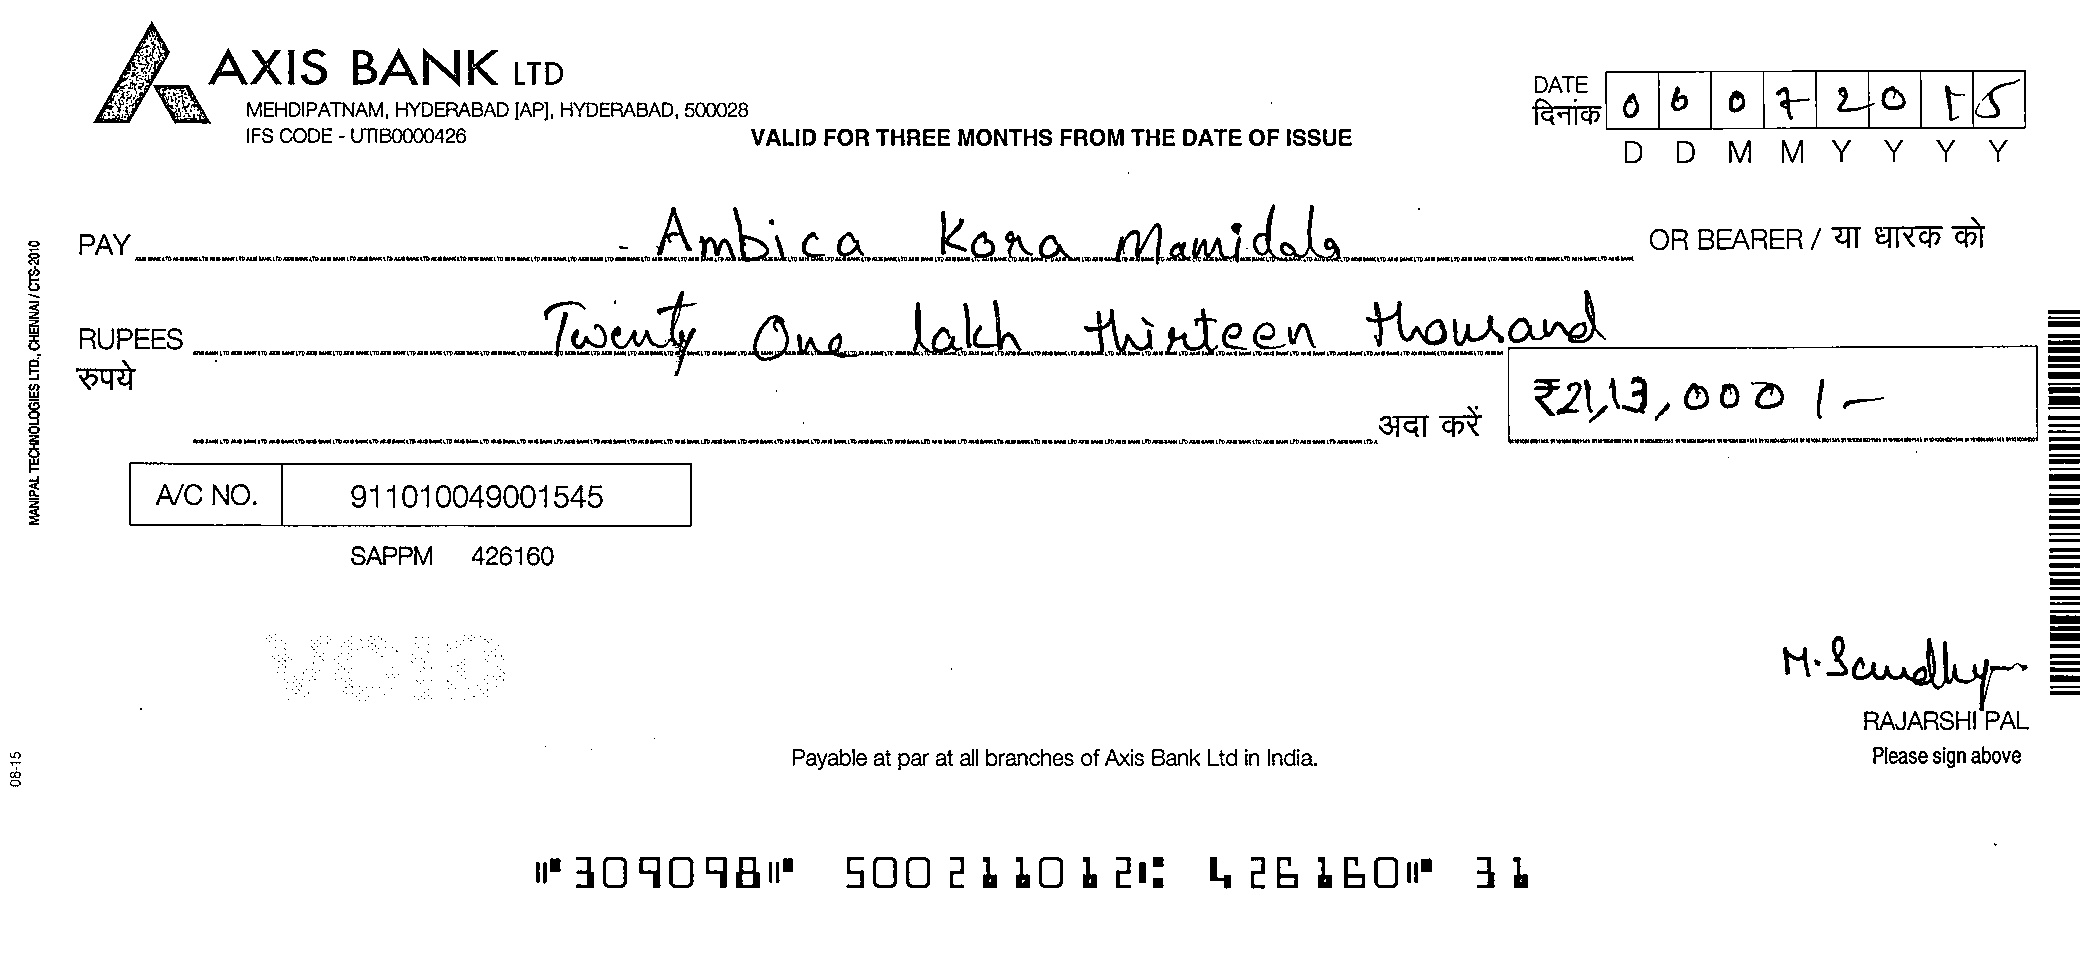 AXIS BANK LTD
MEHDIPATNAM, HYDERABAD [AP], HYDERABAD, 500028
IFS CODE - UTIB0000426
VALID FOR THREE MONTHS FROM THE DATE OF ISSUE
DATE
दिनांक
0 6 0 7 2 0 1 5
D D M M Y Y Y Y
PAY Ambica Kora Mamidala OR BEARER / या धारक को
RUPEES Twenty One lakh thirteen thousand
रुपये
अदा करें ₹21,13,000/-
A/C NO. 911010049001545
SAPPM 426160
VOID
M. Sandhya
RAJARSHI PAL
Please sign above
Payable at par at all branches of Axis Bank Ltd in India.
MANIPAL TECHNOLOGIES LTD., CHENNAI / CTS-2010
08-15
⑈309098⑈ 500211012⑆ 426160⑈ 31